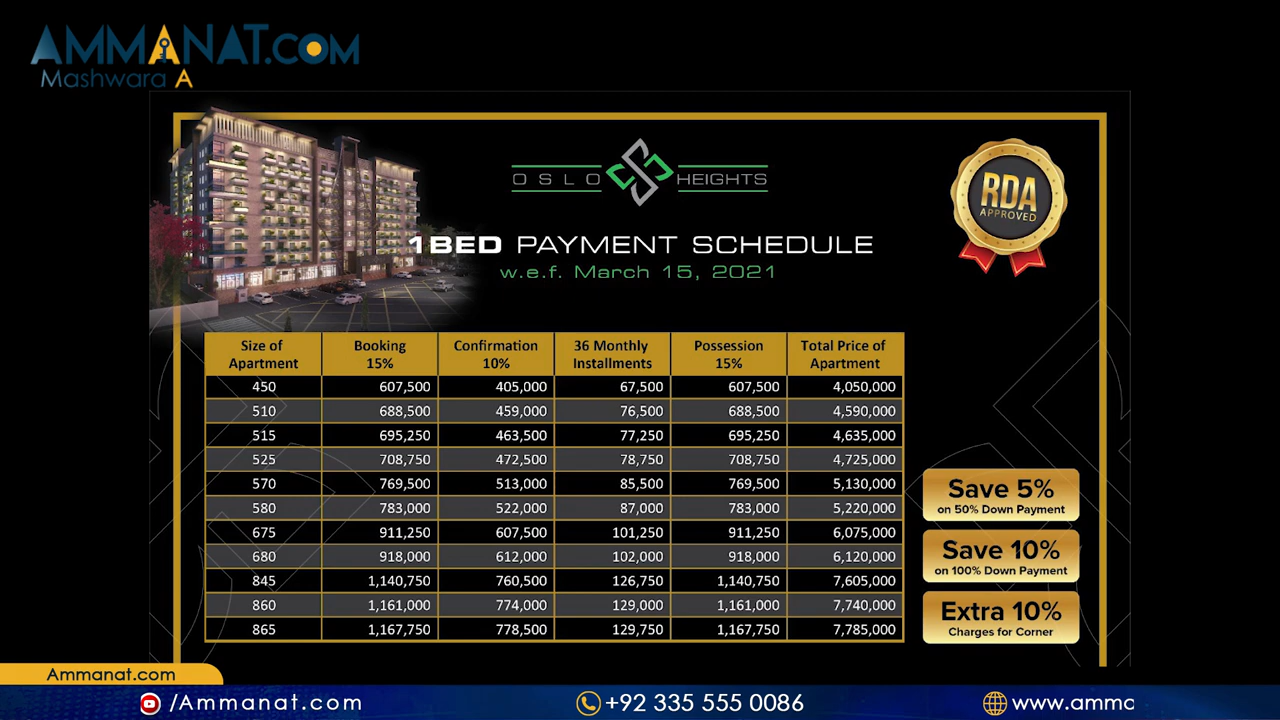 AMMANAT.COM
Mashwara A
OSLO HEIGHTS
RDA
APPROVED
1BED PAYMENT SCHEDULE
w.e.f. March 15, 2021
Size of Apartment Booking 15% Confirmation 10% 36 Monthly Installments Possession 15% Total Price of Apartment
450 607,500 405,000 67,500 607,500 4,050,000
510 688,500 459,000 76,500 688,500 4,590,000
515 695,250 463,500 77,250 695,250 4,635,000
525 708,750 472,500 78,750 708,750 4,725,000
570 769,500 513,000 85,500 769,500 5,130,000
580 783,000 522,000 87,000 783,000 5,220,000
675 911,250 607,500 101,250 911,250 6,075,000
680 918,000 612,000 102,000 918,000 6,120,000
845 1,140,750 760,500 126,750 1,140,750 7,605,000
860 1,161,000 774,000 129,000 1,161,000 7,740,000
865 1,167,750 778,500 129,750 1,167,750 7,785,000
Save 5%
on 50% Down Payment
Save 10%
on 100% Down Payment
Extra 10%
Charges for Corner
Ammanat.com
/Ammanat.com +92 335 555 0086 www.amma